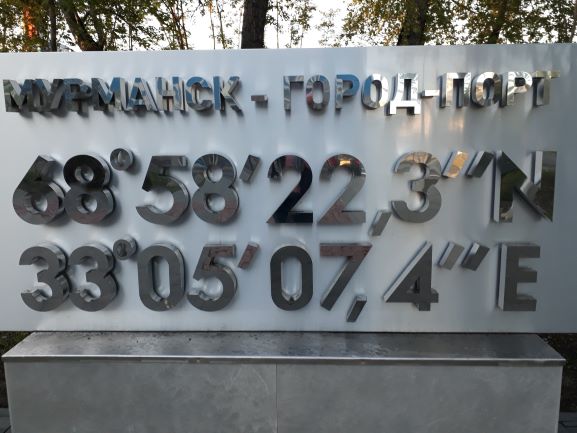 МУРМАНСК - ГОРОД-ПОРТ
68°58'22,3"N
33°05'07,4"E